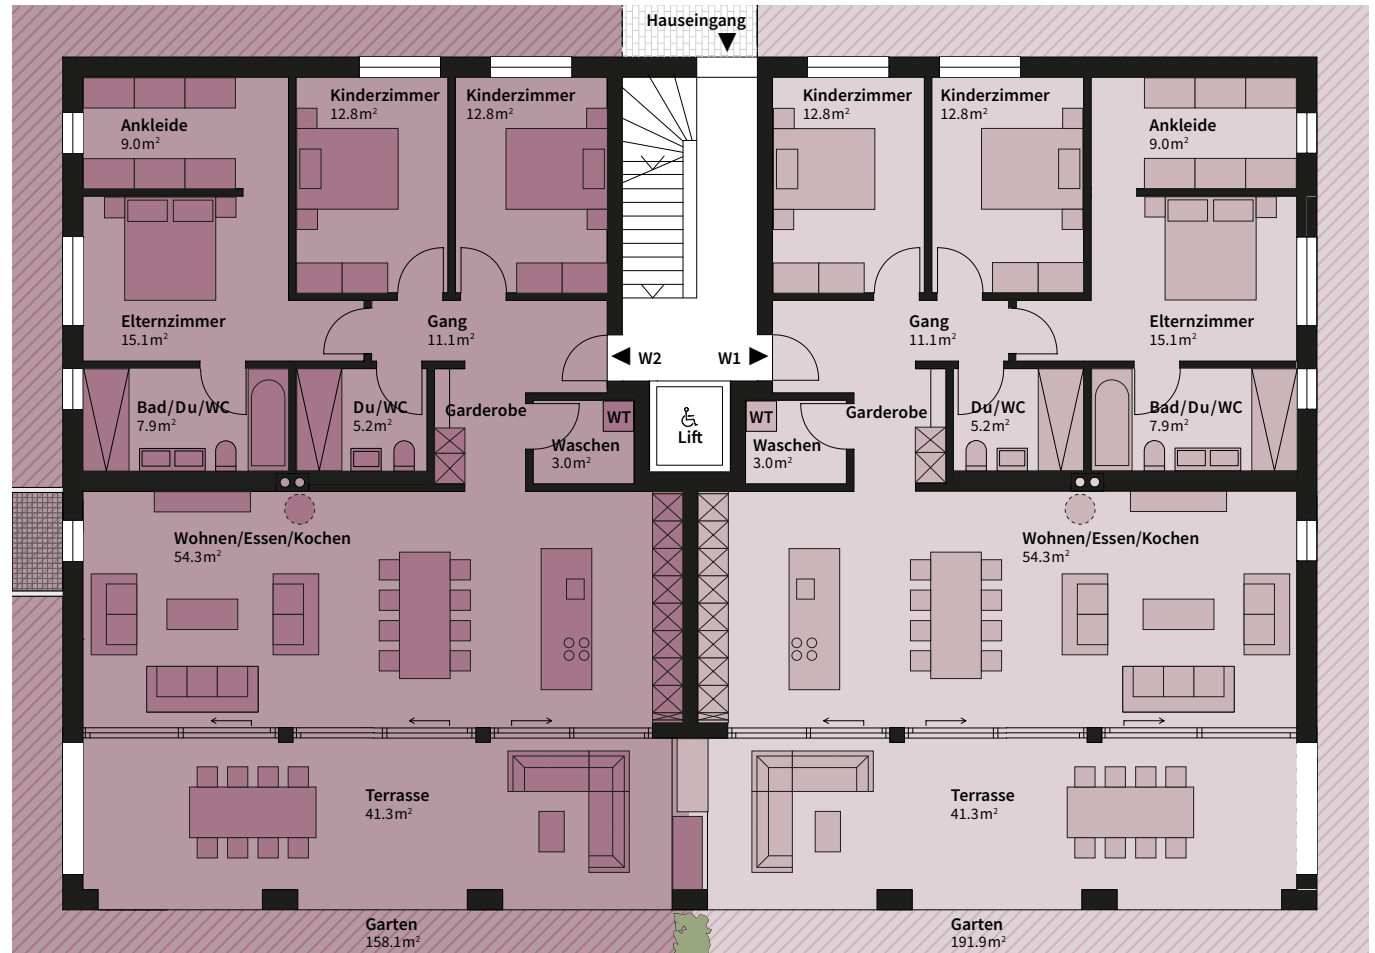 Hauseingang
Kinderzimmer
12.8m²
Kinderzimmer
12.8m²
Kinderzimmer
12.8m²
Kinderzimmer
12.8m²
Ankleide
9.0m²
Ankleide
9.0m²
Elternzimmer
15.1m²
Gang
11.1m²
Gang
11.1m²
Elternzimmer
15.1m²
W2
W1
Bad/Du/WC
7.9m²
Du/WC
5.2m²
Garderobe
WT
Waschen
3.0m²
Lift
WT
Waschen
3.0m²
Garderobe
Du/WC
5.2m²
Bad/Du/WC
7.9m²
Wohnen/Essen/Kochen
54.3m²
Wohnen/Essen/Kochen
54.3m²
Terrasse
41.3m²
Terrasse
41.3m²
Garten
158.1m²
Garten
191.9m²